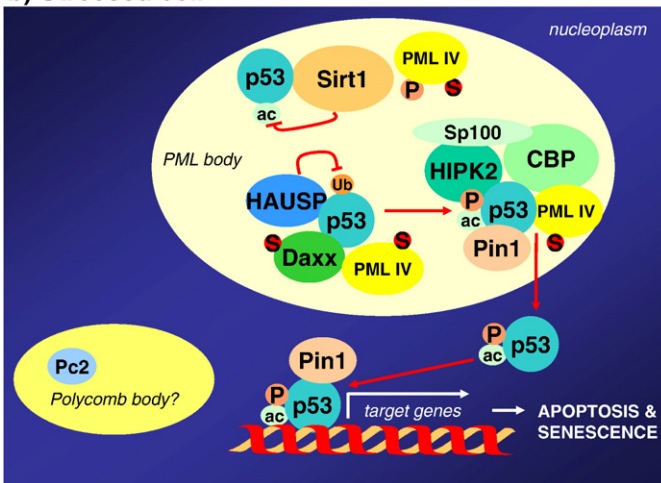 nucleoplasm
p53
Sirt1
PML IV
P
S
ac
PML body
Sp100
HIPK2
CBP
Ub
HAUSP
p53
P
ac
p53
PML IV
S
Daxx
PML IV
S
Pin1
S
P
ac
p53
Pc2
Polycomb body?
Pin1
P
ac
p53
target genes
APOPTOSIS &
SENESCENCE